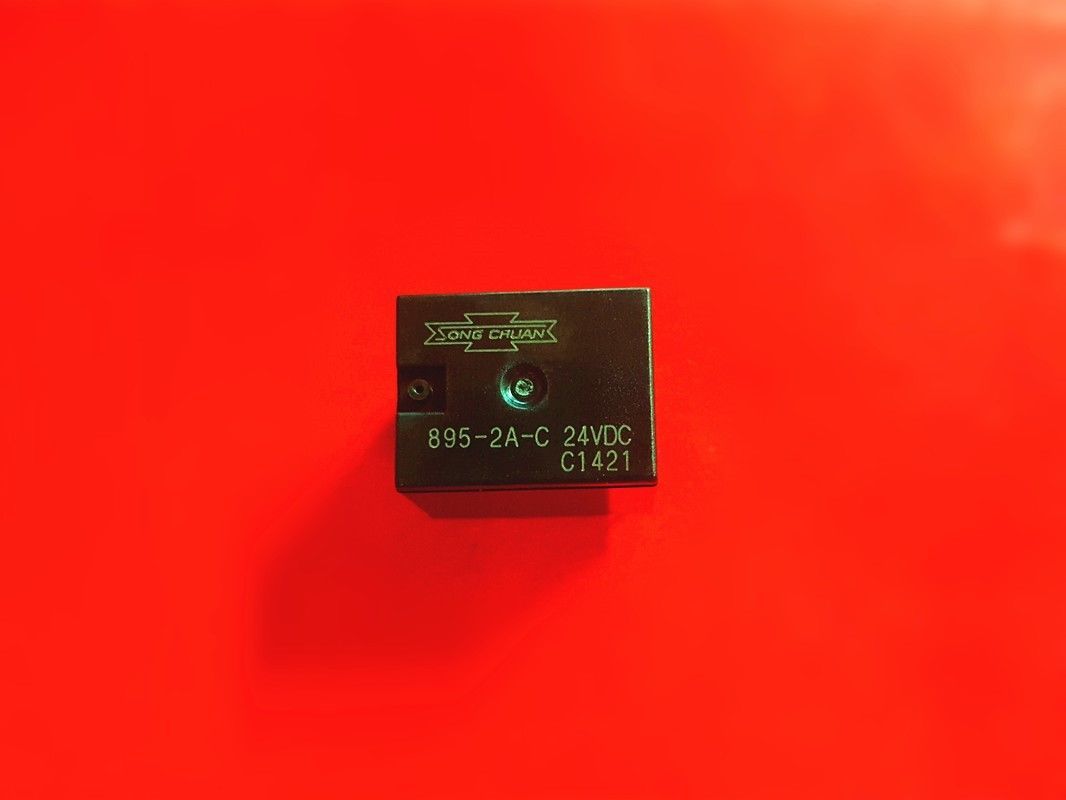 SONG CHUAN
895-2A-C 24VDC
C1421